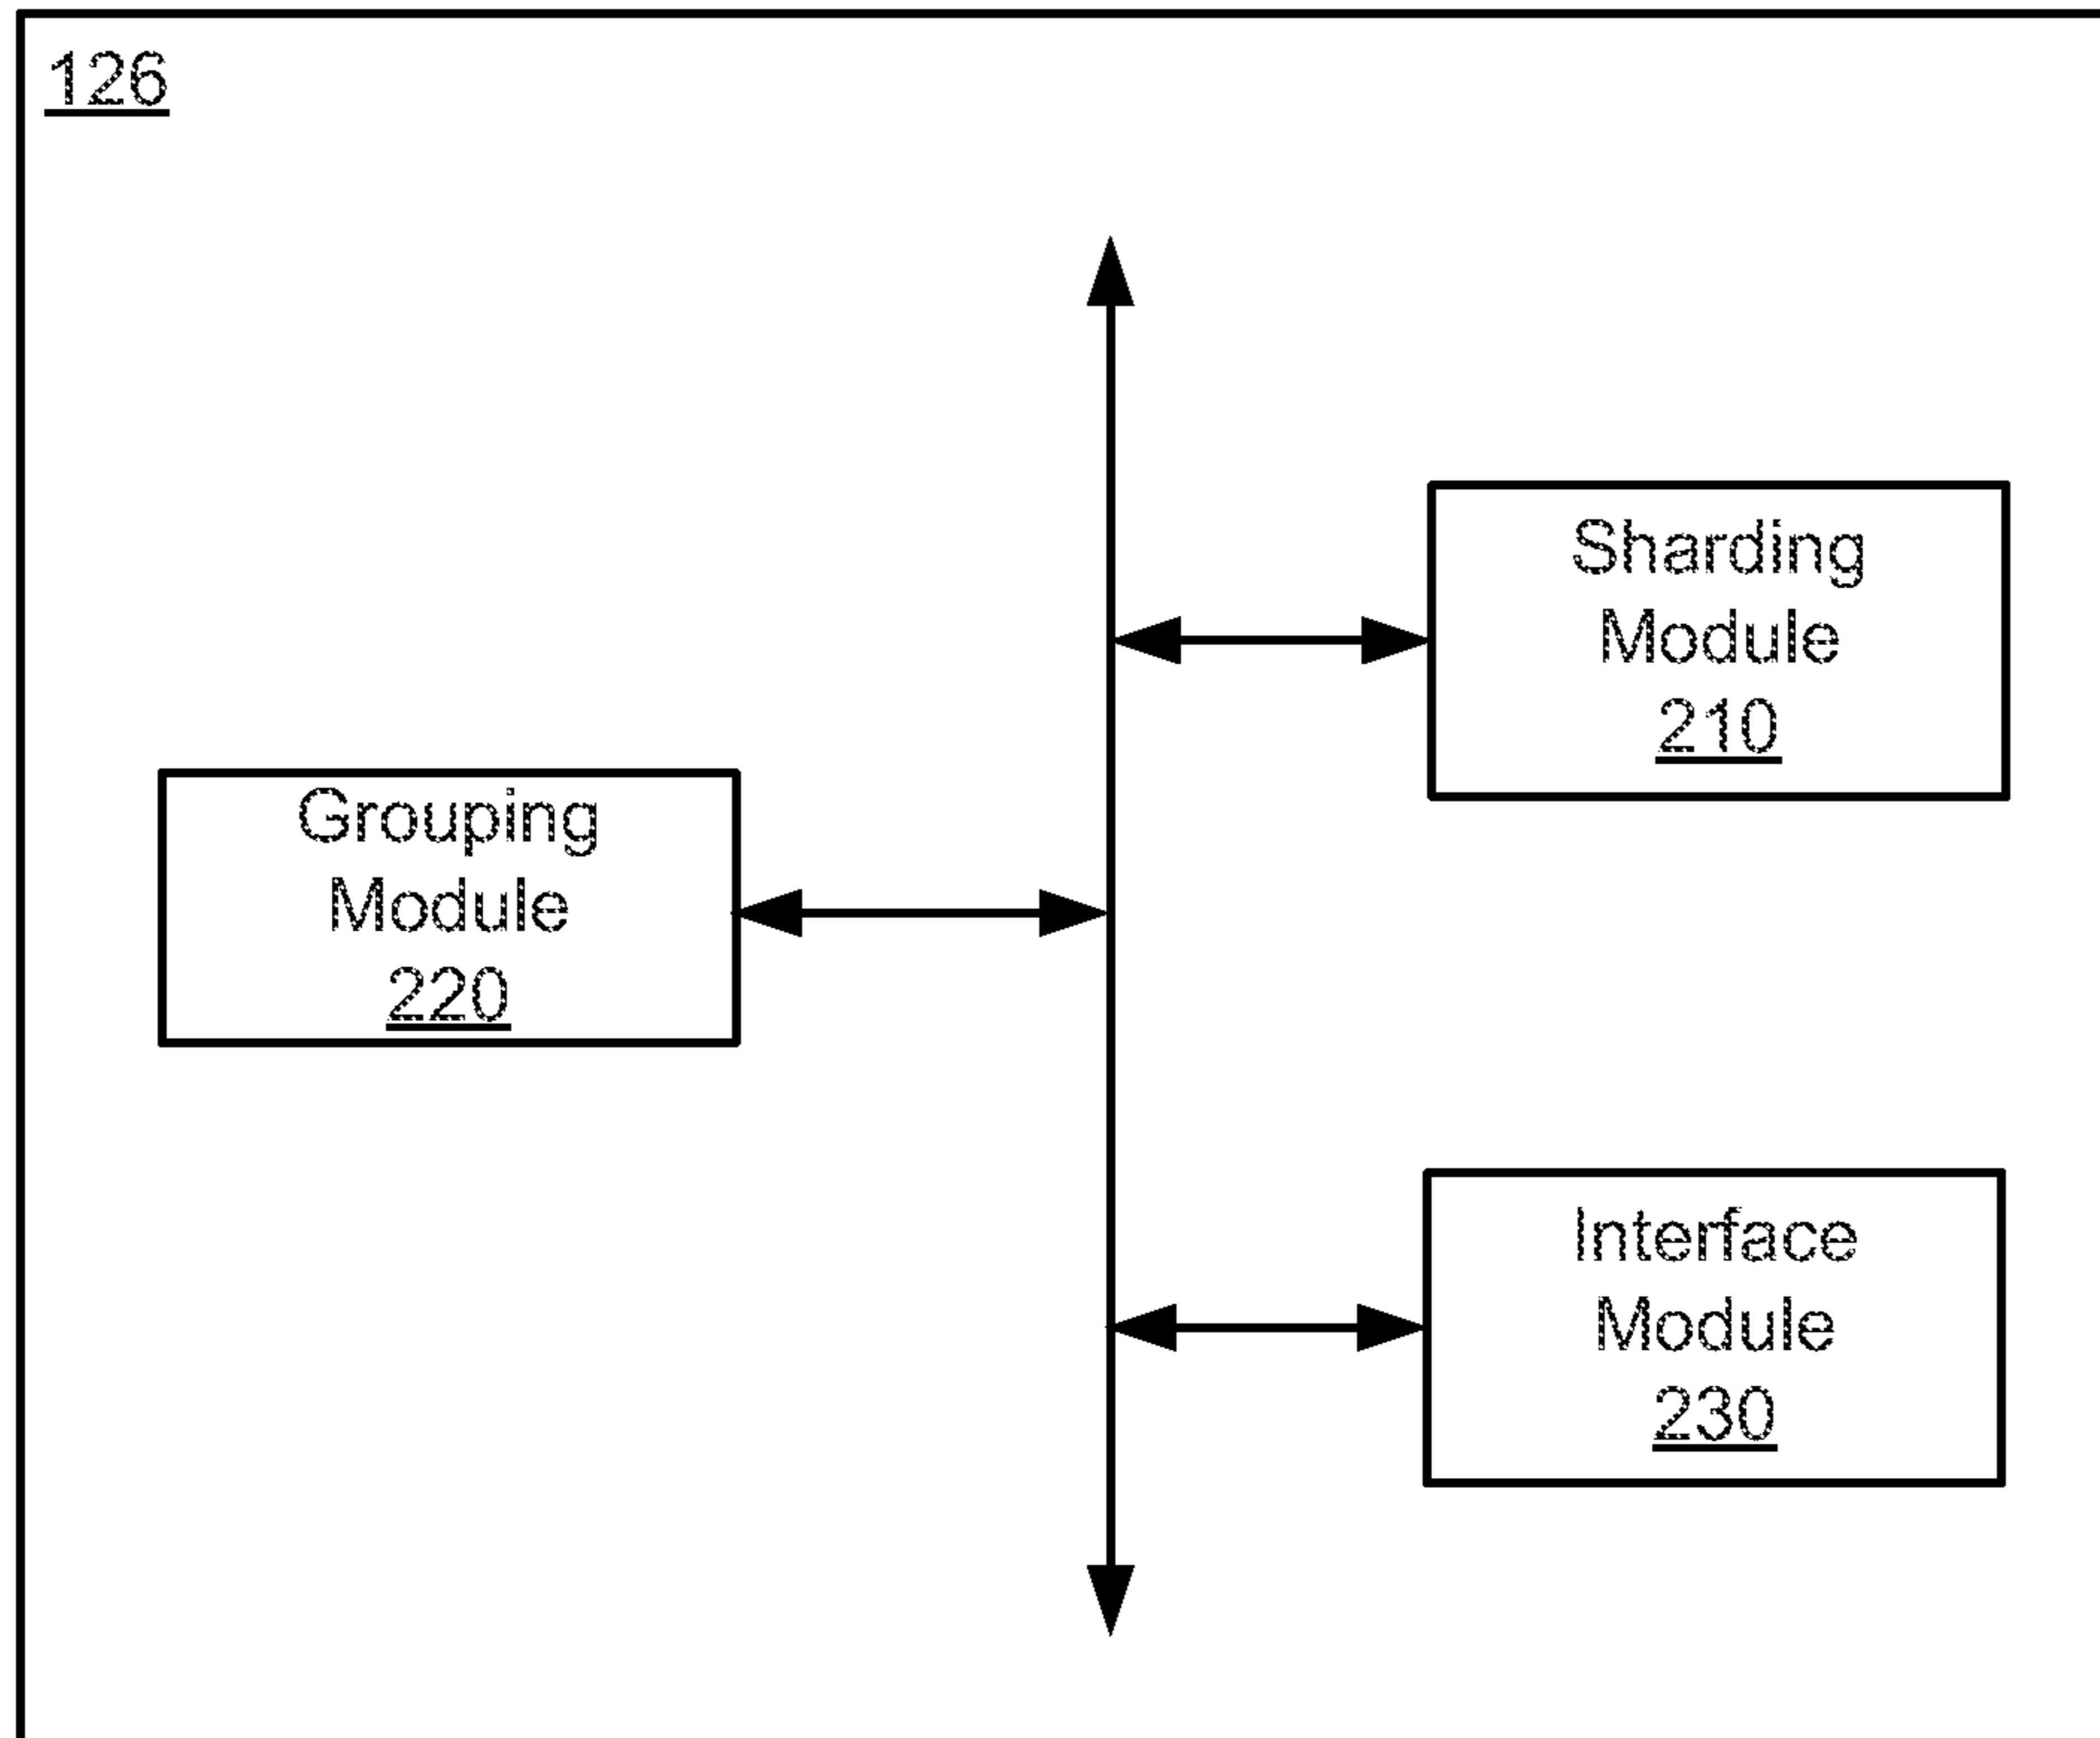 126
Sharding
Module
210
Grouping
Module
220
Interface
Module
230